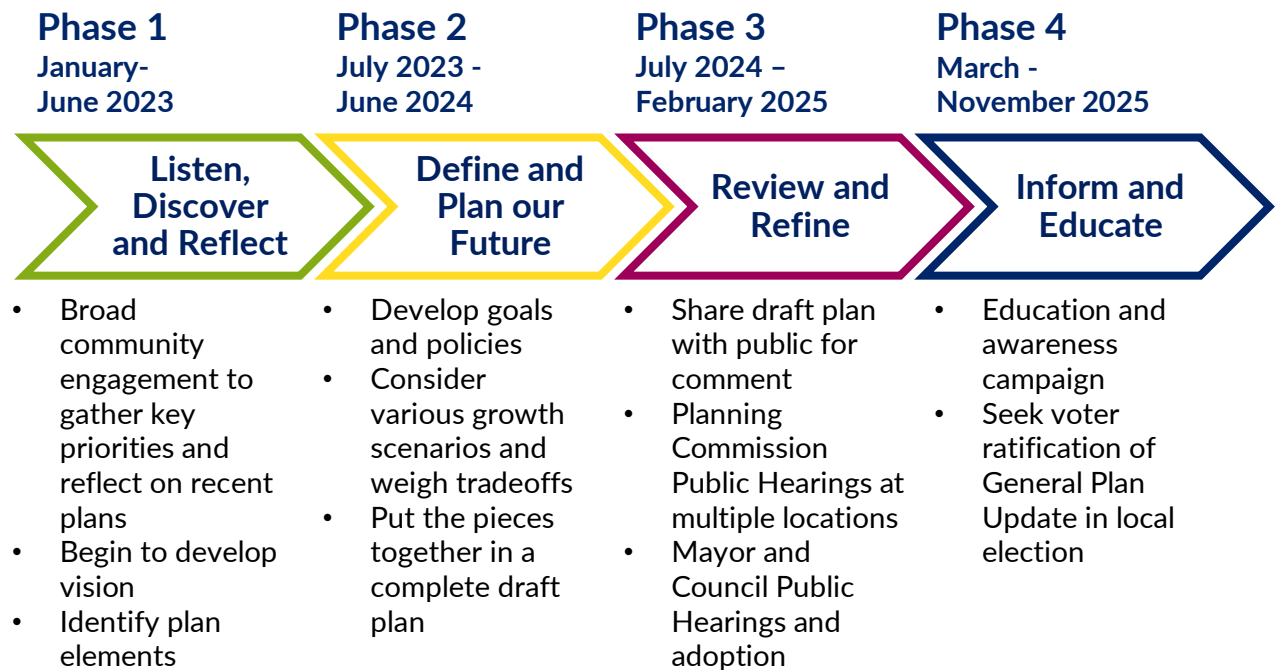 Phase 1
January-
June 2023
Listen,
Discover
and Reflect
• Broad
community
engagement to
gather key
priorities and
reflect on recent
plans
• Begin to develop
vision
• Identify plan
elements
Phase 2
July 2023 -
June 2024
Define and
Plan our
Future
• Develop goals
and policies
• Consider
various growth
scenarios and
weigh tradeoffs
• Put the pieces
together in a
complete draft
plan
Phase 3
July 2024 –
February 2025
Review and
Refine
• Share draft plan
with public for
comment
• Planning
Commission
Public Hearings at
multiple locations
• Mayor and
Council Public
Hearings and
adoption
Phase 4
March -
November 2025
Inform and
Educate
• Education and
awareness
campaign
• Seek voter
ratification of
General Plan
Update in local
election